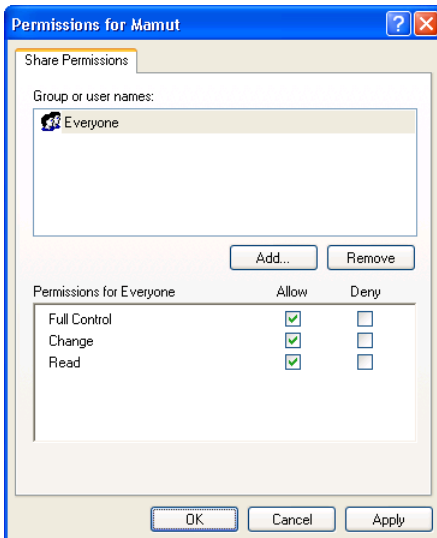 Permissions for Mamut
Share Permissions
Group or user names:
Everyone
Add... Remove
Permissions for Everyone Allow Deny
Full Control
Change
Read
OK Cancel Apply